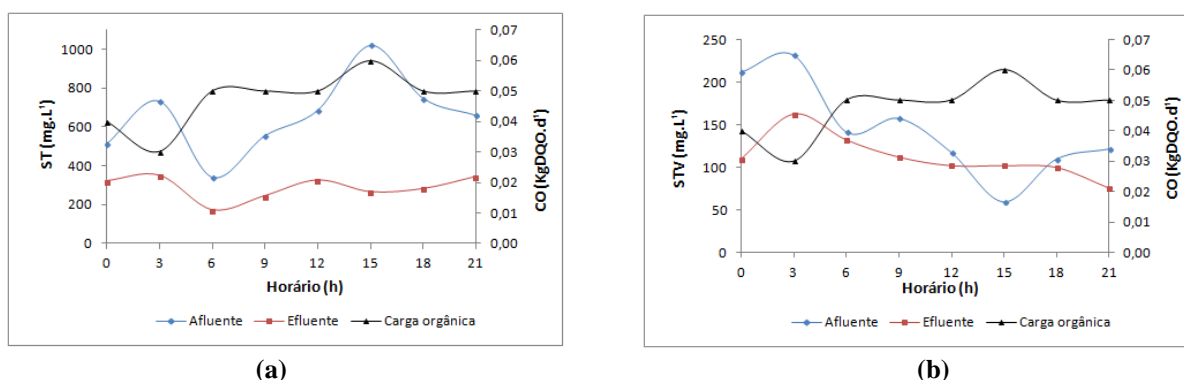 ST (mg.L¹)
1000
800
600
400
200
0
0,07
0,06
0,05
0,04
0,03
0,02
0,01
0,00
CO (KgDQO.d¹)
0 3 6 9 12 15 18 21
Horário (h)
Afluente Efluente Carga orgânica
(a)
STV (mg.L¹)
250
200
150
100
50
0
0,07
0,06
0,05
0,04
0,03
0,02
0,01
0,00
CO (KgDQO.d¹)
0 3 6 9 12 15 18 21
Horário (h)
Afluente Efluente Carga orgânica
(b)